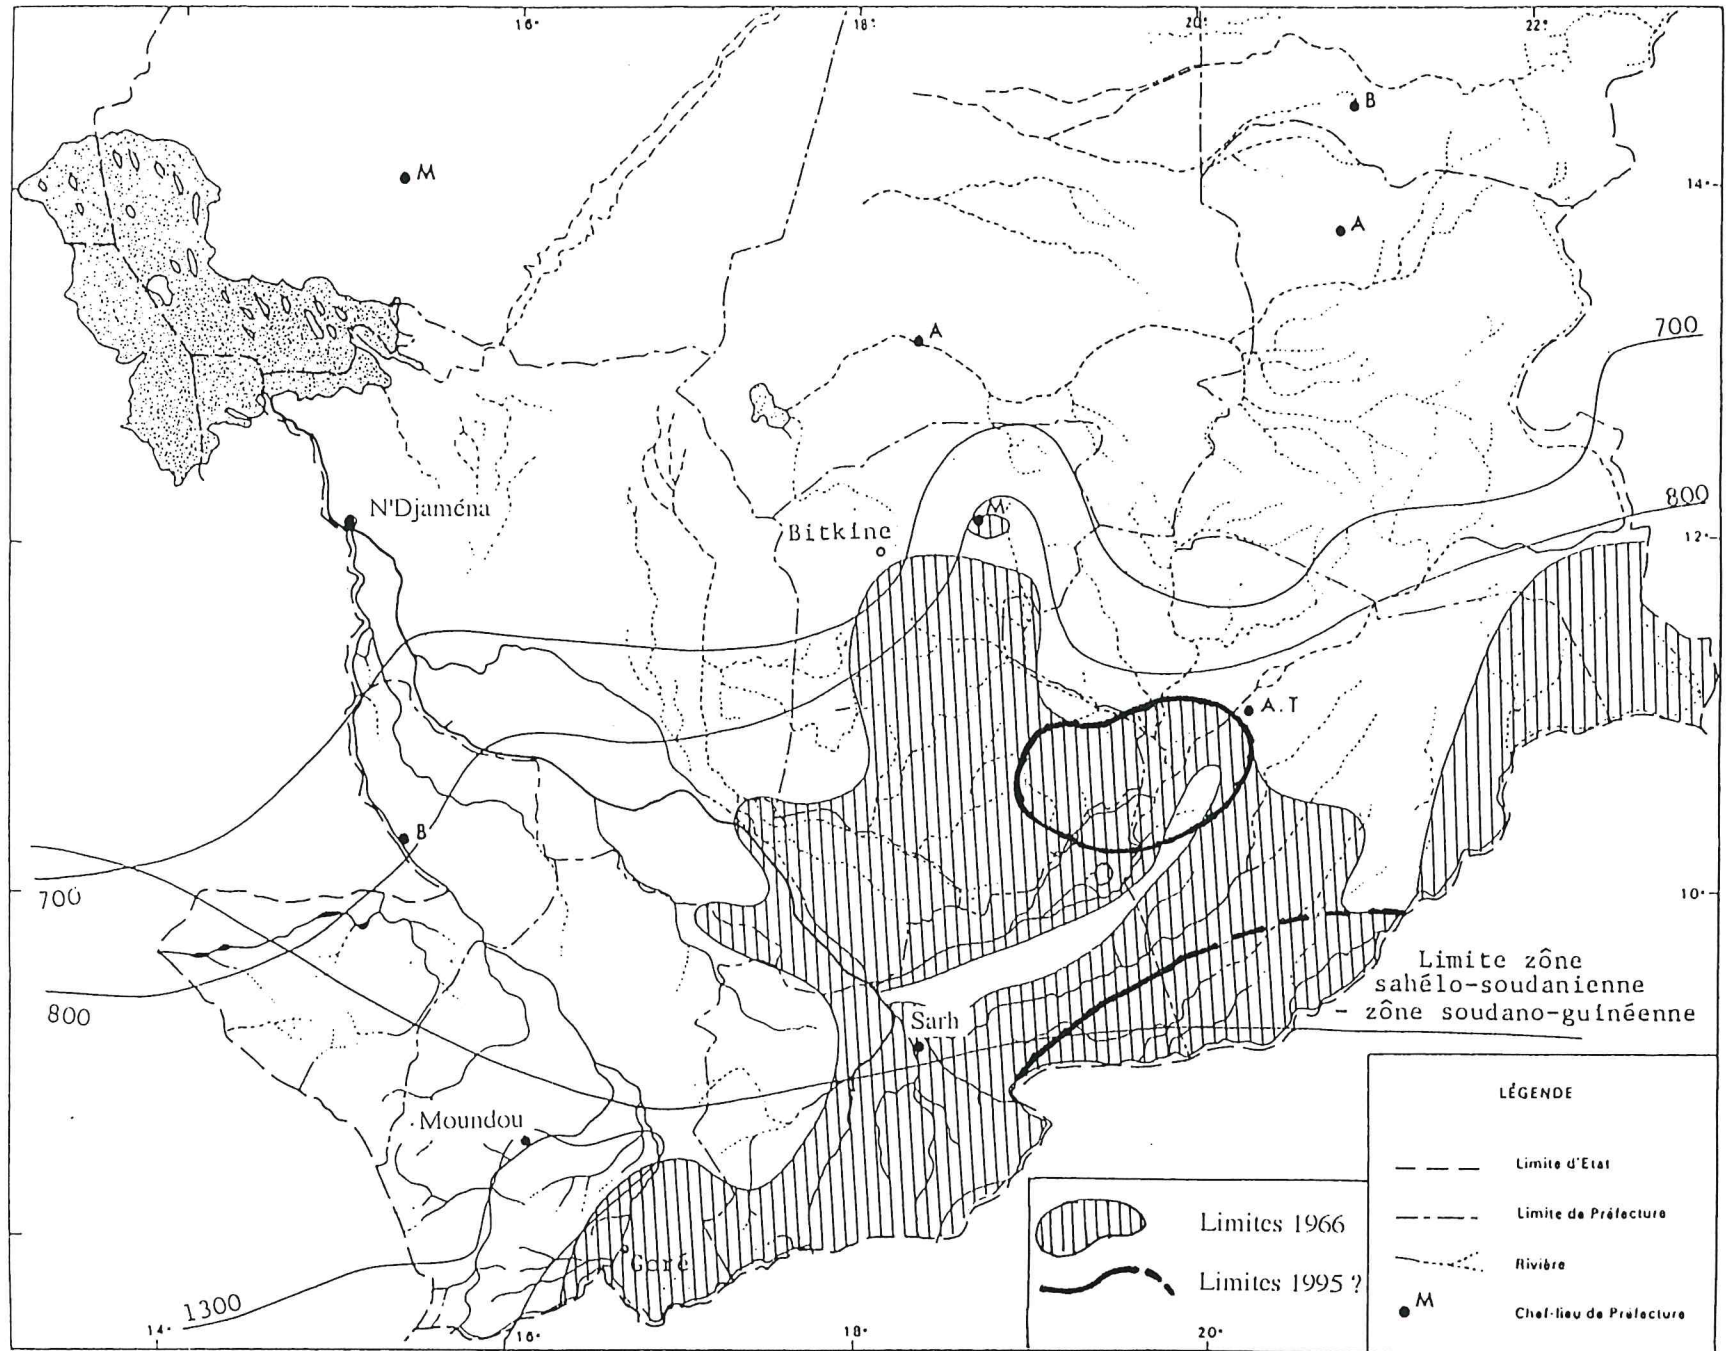 16°
18°
20°
22°
B
M
14°
A
A
700
800
N'Djaména
M
Bitkine
12°
A.T
B
700
10°
Limite zône
sahélo-soudanienne
- zône soudano-guinéenne
800
Sarh
LÉGENDE
Moundou
Limite d'Etat
Limites 1966
Limite de Préfecture
Goré
Rivière
Limites 1995 ?
1300
M
Chef-lieu de Préfecture
14°
16°
18°
20°